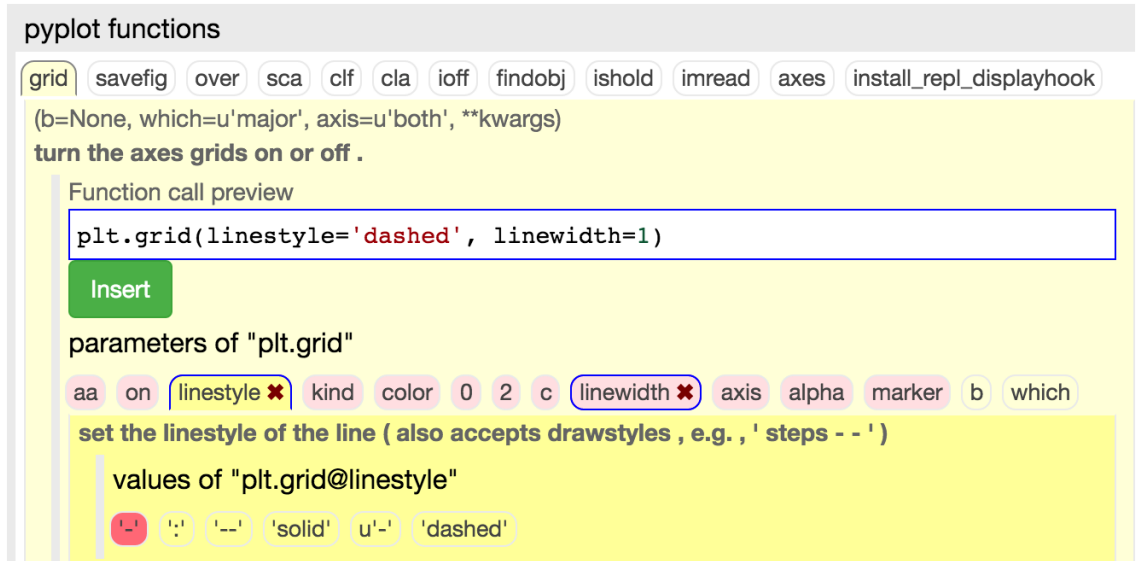 pyplot functions
grid savefig over sca clf cla ioff findobj ishold imread axes install_repl_displayhook
(b=None, which=u'major', axis=u'both', **kwargs)
turn the axes grids on or off .
Function call preview
plt.grid(linestyle='dashed', linewidth=1)
Insert
parameters of "plt.grid"
aa on linestyle ✖ kind color 0 2 c linewidth ✖ axis alpha marker b which
set the linestyle of the line ( also accepts drawstyles , e.g. , ' steps - - ' )
values of "plt.grid@linestyle"
'-' ':' '--' 'solid' u'-' 'dashed'